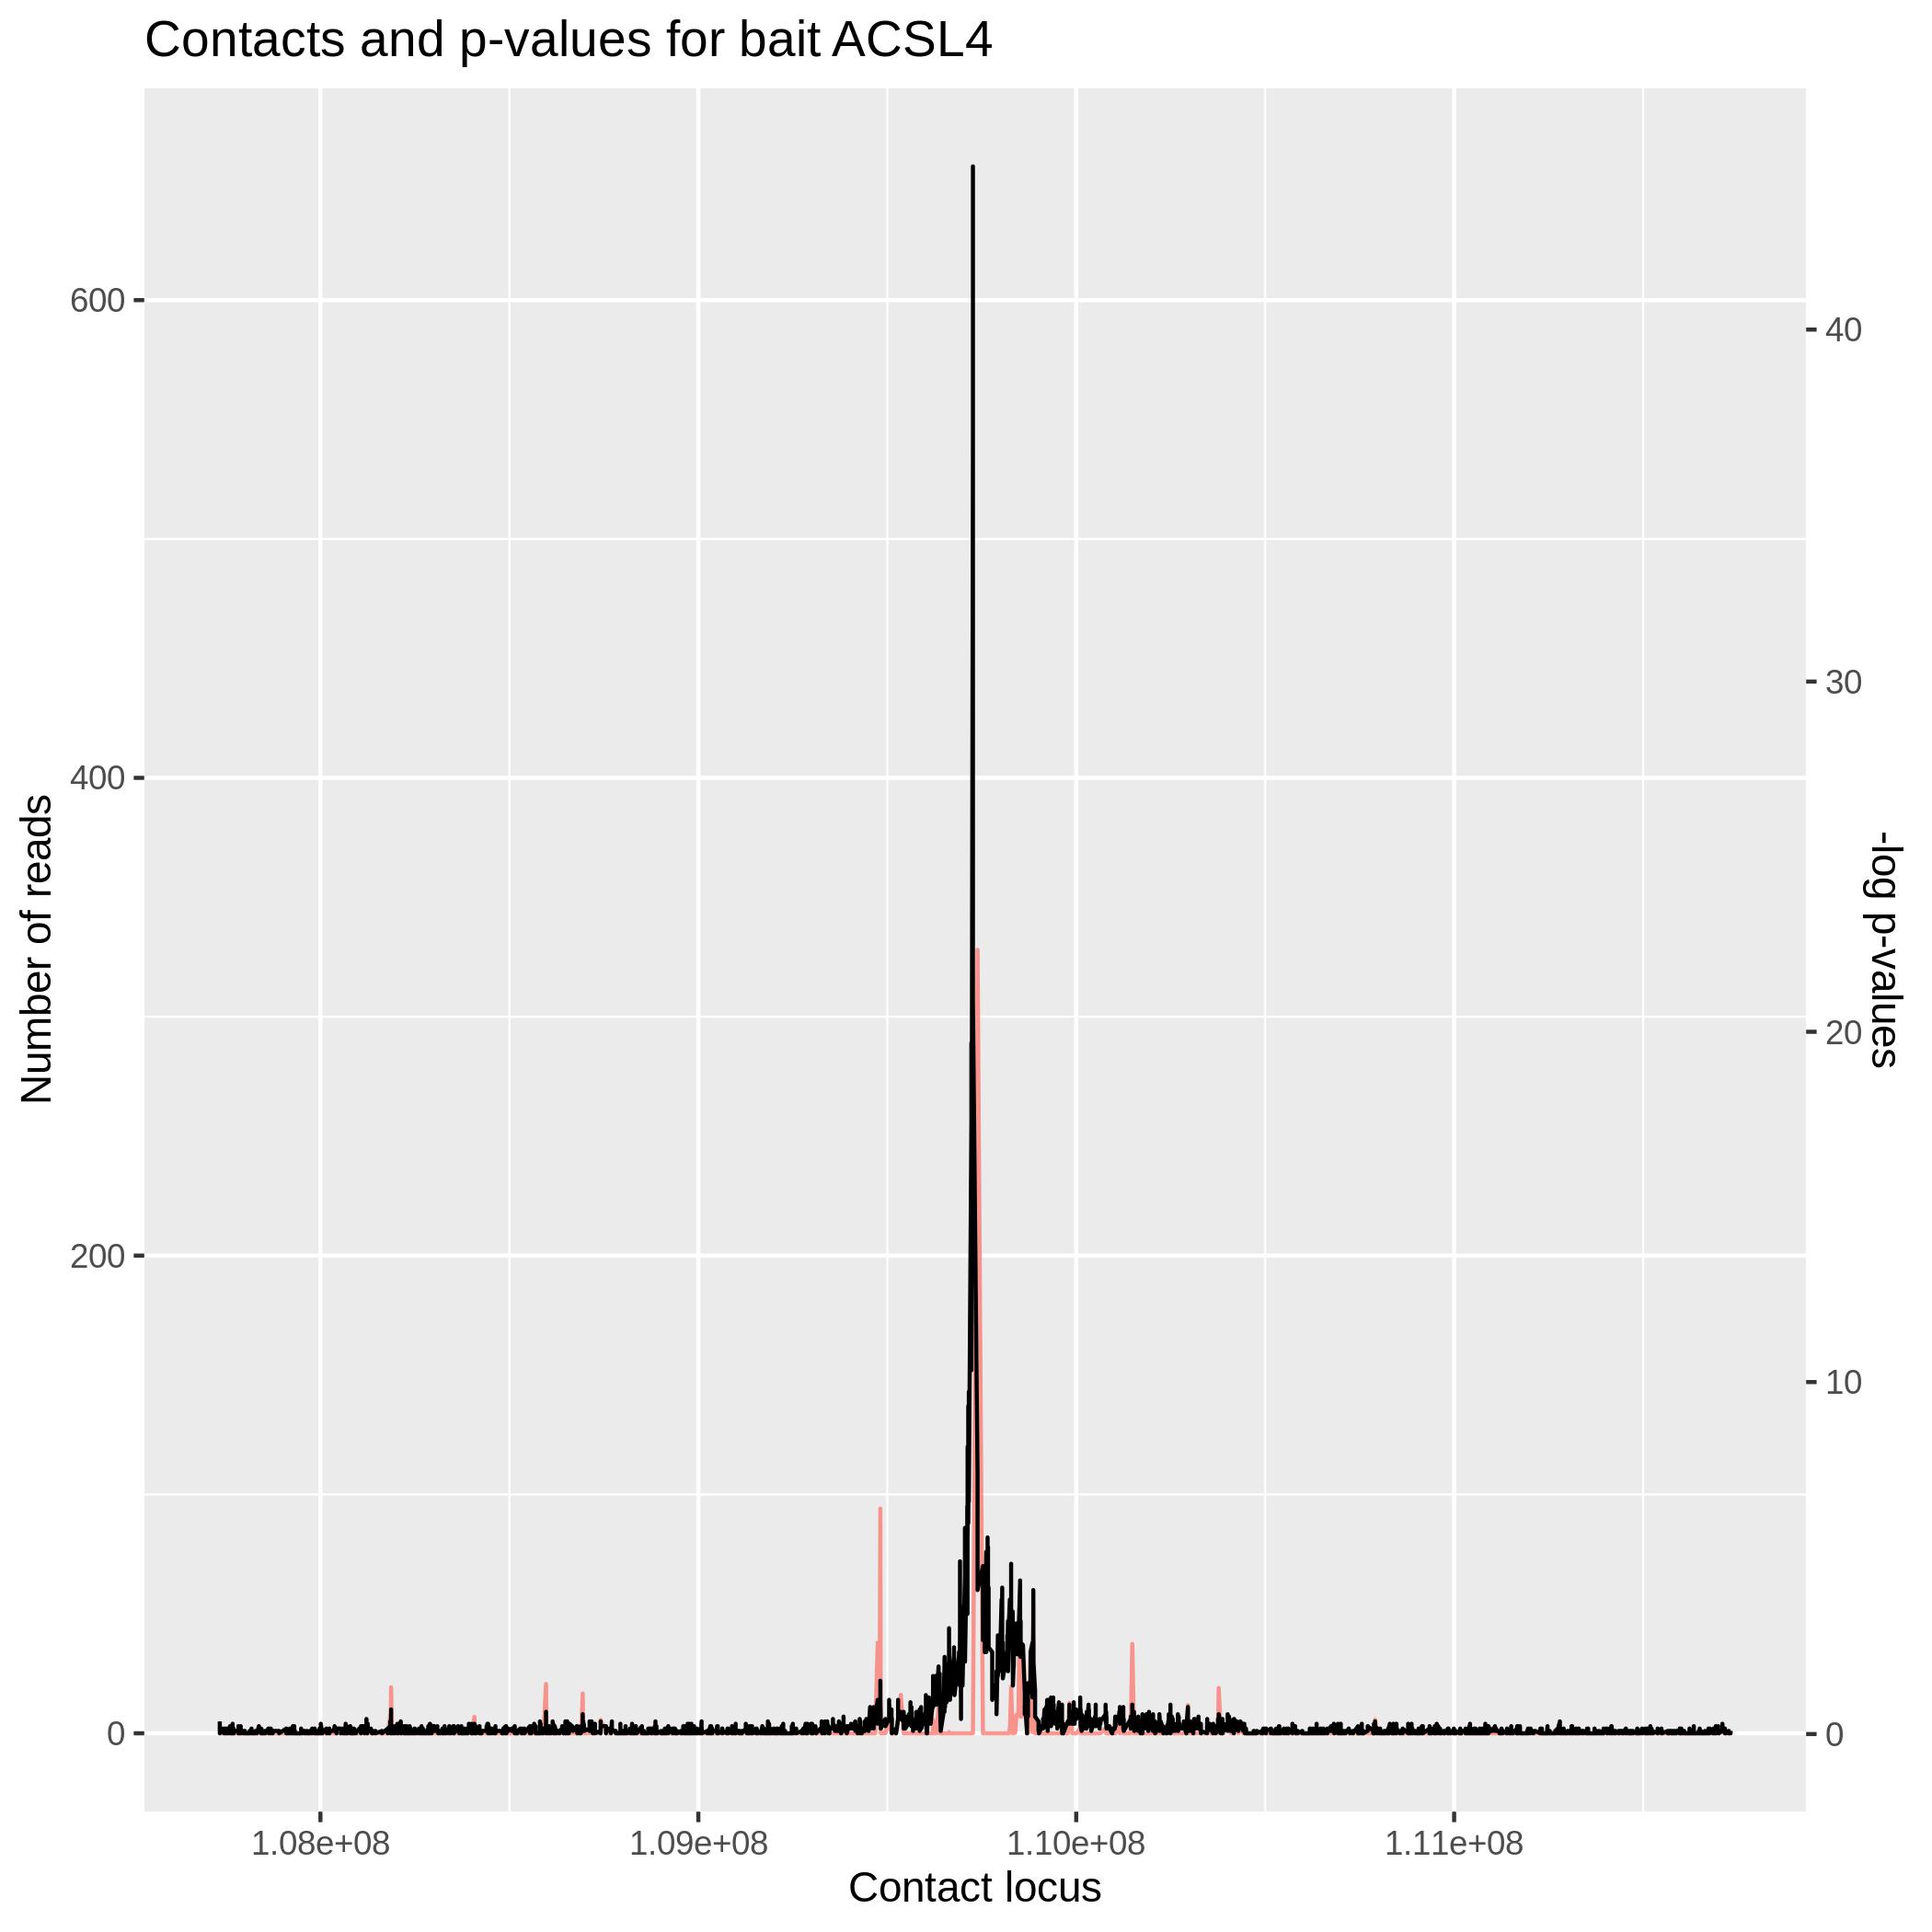 Contacts and p-values for bait ACSL4
600
400
200
0
Number of reads
40
30
20
10
0
-log p-values
1.08e+08
1.09e+08
1.10e+08
1.11e+08
Contact locus